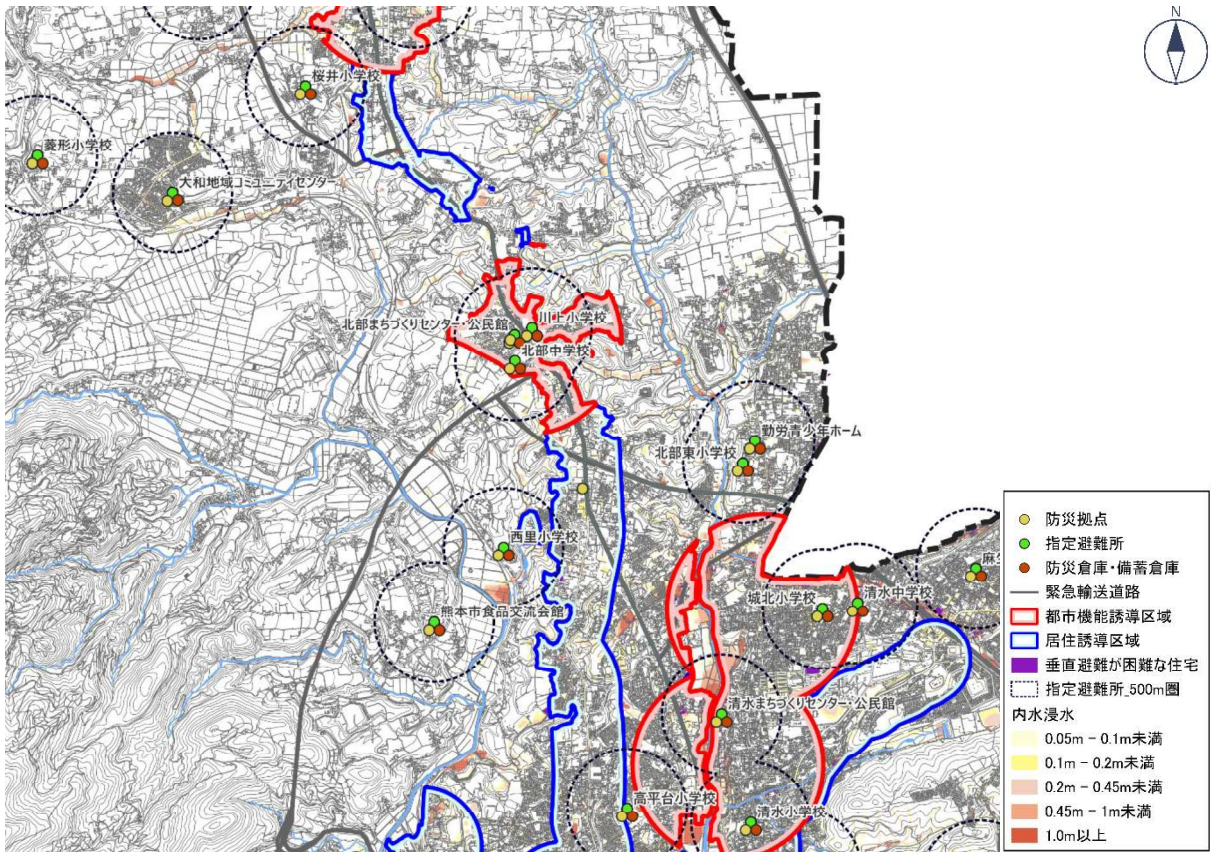 N
桜井小学校
菱形小学校
大和地域コミュニティセンター
川上小学校
北部まちづくりセンター・公民館
北部中学校
勤労青少年ホーム
北部東小学校
西里小学校
熊本市食品交流会館
城北小学校
清水中学校
清水まちづくりセンター・公民館
高平台小学校
清水小学校
防災拠点
指定避難所
防災倉庫・備蓄倉庫
緊急輸送道路
都市機能誘導区域
居住誘導区域
垂直避難が困難な住宅
指定避難所_500m圏
内水浸水
0.05m - 0.1m未満
0.1m - 0.2m未満
0.2m - 0.45m未満
0.45m - 1m未満
1.0m以上